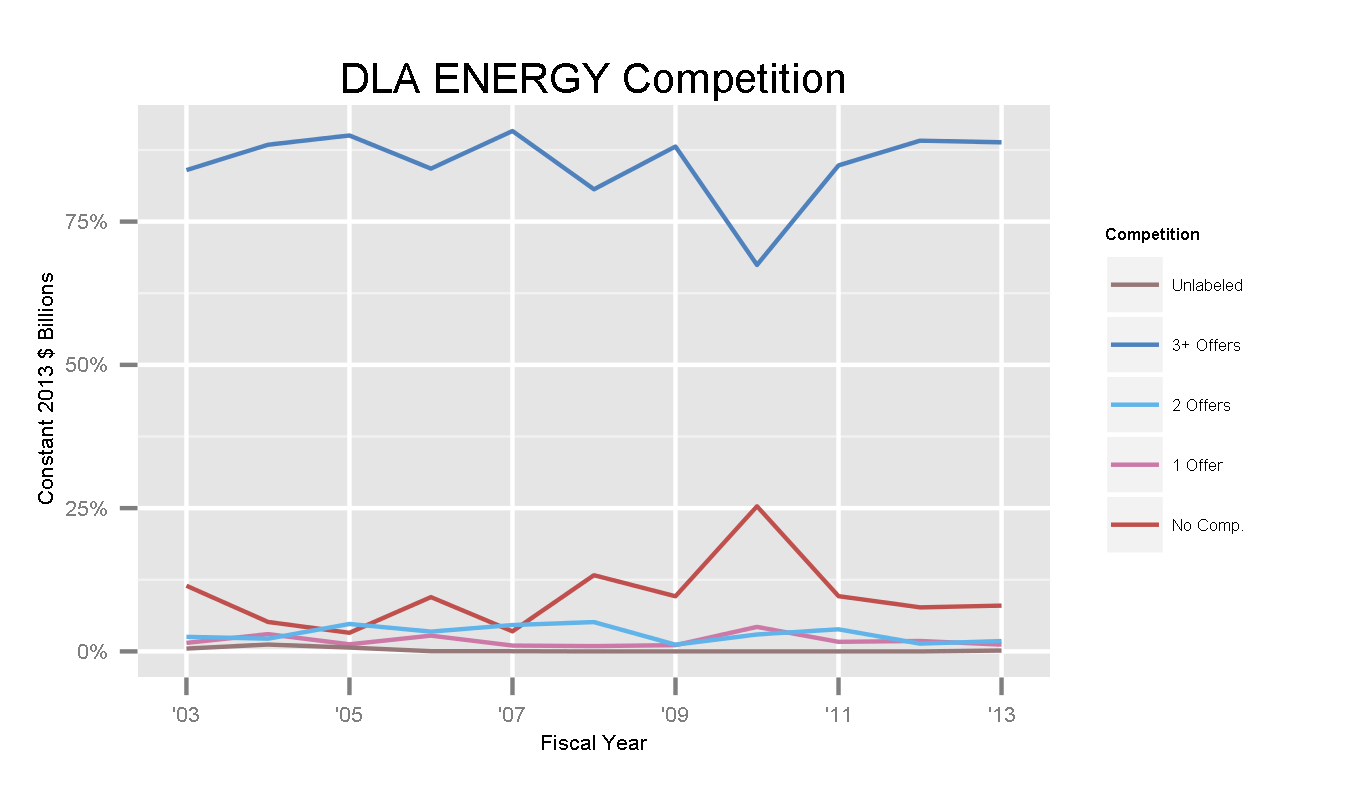 DLA ENERGY Competition
75%
50%
25%
0%
Constant 2013 $ Billions
'03 '05 '07 '09 '11 '13
Fiscal Year
Competition
Unlabeled
3+ Offers
2 Offers
1 Offer
No Comp.